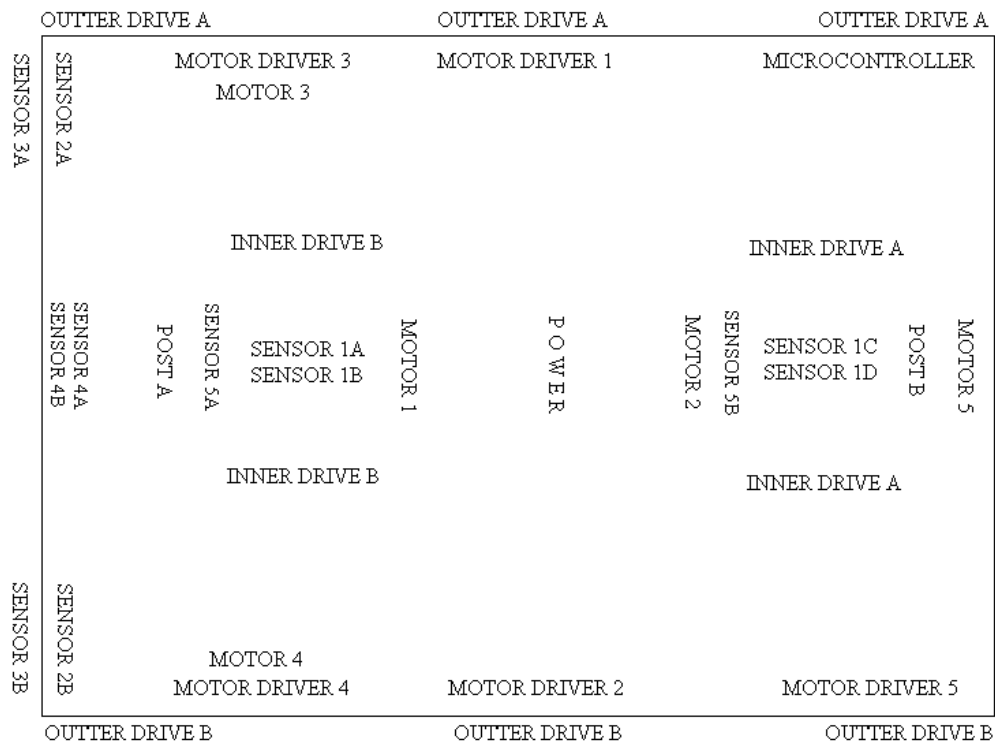 OUTTER DRIVE A
OUTTER DRIVE A
OUTTER DRIVE A
SENSOR 3A
SENSOR 2A
MOTOR DRIVER 3
MOTOR DRIVER 1
MICROCONTROLLER
MOTOR 3
INNER DRIVE B
INNER DRIVE A
SENSOR 4B
SENSOR 4A
POST A
SENSOR 5A
SENSOR 1A
SENSOR 1B
MOTOR 1
P O W E R
MOTOR 2
SENSOR 5B
SENSOR 1C
SENSOR 1D
POST B
MOTOR 5
INNER DRIVE B
INNER DRIVE A
SENSOR 3B
SENSOR 2B
MOTOR 4
MOTOR DRIVER 4
MOTOR DRIVER 2
MOTOR DRIVER 5
OUTTER DRIVE B
OUTTER DRIVE B
OUTTER DRIVE B